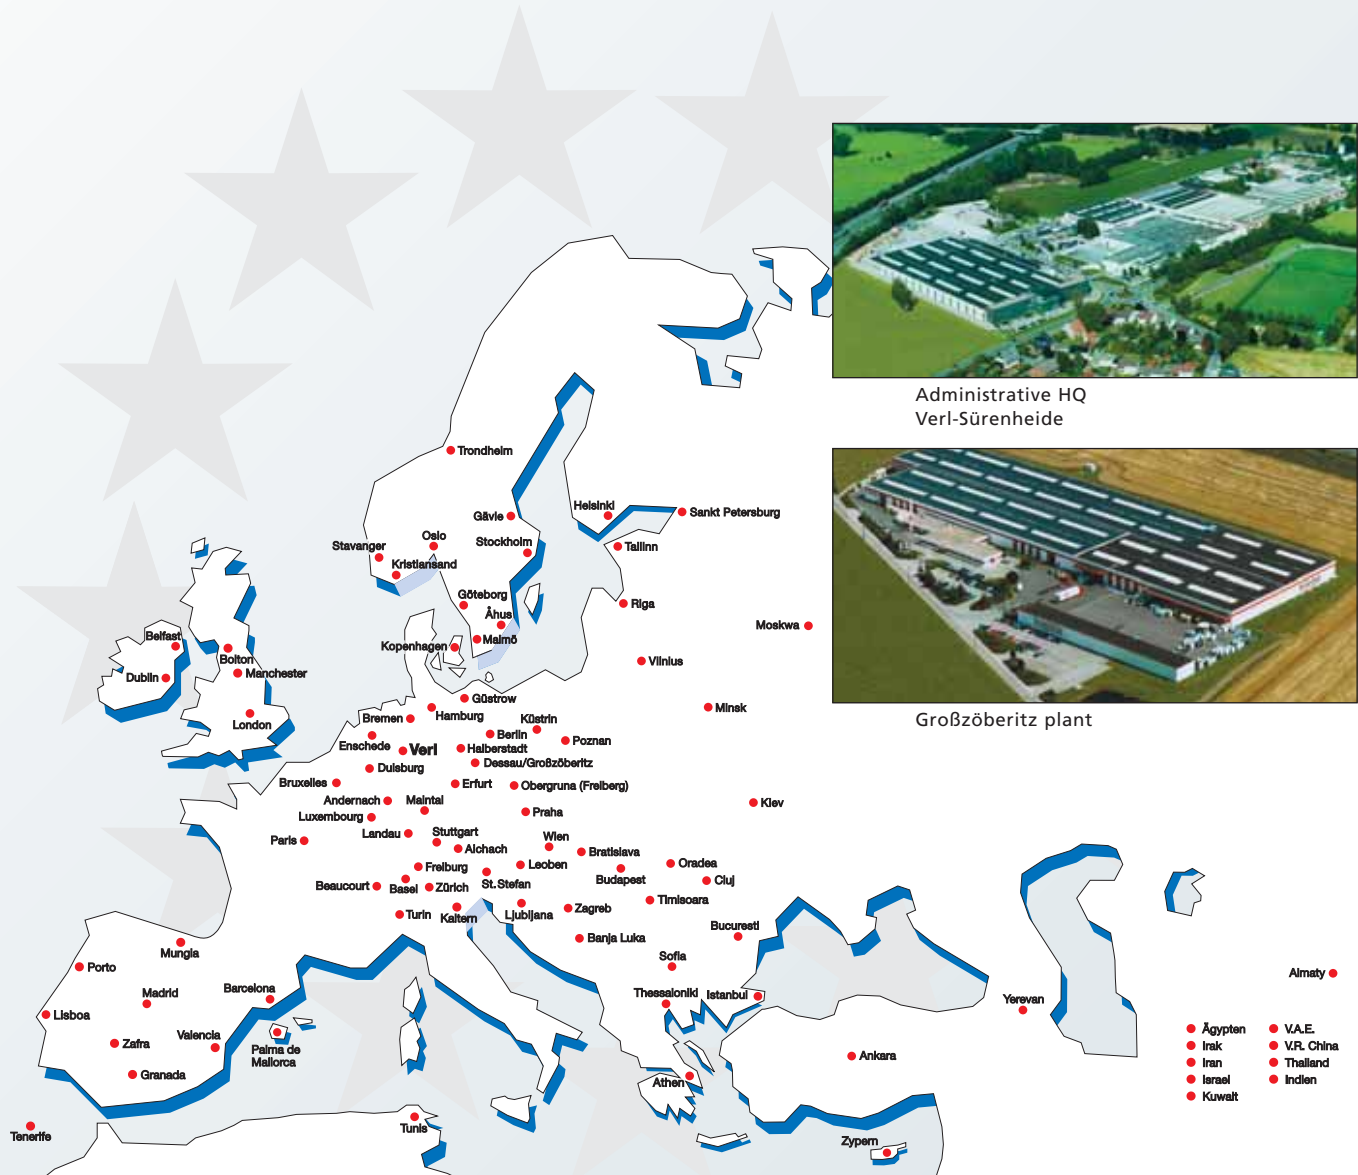 Administrative HQ
Verl-Sürenheide
Großzöberitz plant
Trondheim
Gävle
Helsinki
Sankt Petersburg
Stavanger
Oslo
Stockholm
Tallinn
Kristiansand
Göteborg
Åhus
Riga
Moskwa
Belfast
Bolton
Kopenhagen
Malmö
Vilnius
Dublin
Manchester
London
Güstrow
Hamburg
Bremen
Minsk
Küstrin
Enschede
Verl
Berlin
Halberstadt
Poznan
Duisburg
Dessau/Großzöberitz
Bruxelles
Erfurt
Obergruna (Freiberg)
Andernach
Maintal
Luxembourg
Praha
Kiev
Paris
Landau
Stuttgart
Aichach
Wien
Bratislava
Freiburg
Leoben
Budapest
Oradea
Cluj
Beaucourt
Basel
Zürich
St. Stefan
Timisoara
Turin
Kaltern
Ljubljana
Zagreb
Bucuresti
Banja Luka
Mungia
Sofia
Porto
Madrid
Barcelona
Thessaloniki
Istanbul
Yerevan
Almaty
Lisboa
Zafra
Valencia
Palma de
Mallorca
Granada
Ankara
Athen
Tenerife
Tunis
Zypern
Ägypten
Irak
Iran
Israel
Kuwait
V.A.E.
V.R. China
Thailand
Indien